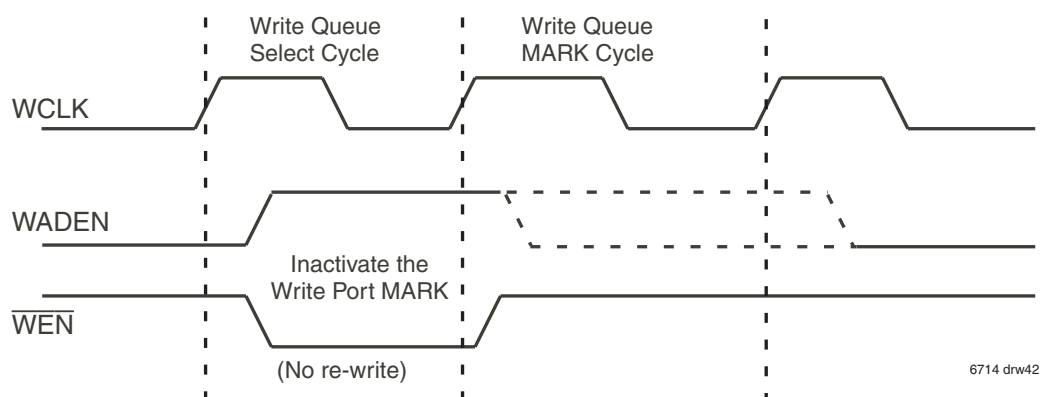 Write Queue
Select Cycle
Write Queue
MARK Cycle
WCLK
WADEN
Inactivate the
Write Port MARK
WEN
(No re-write)
6714 drw42